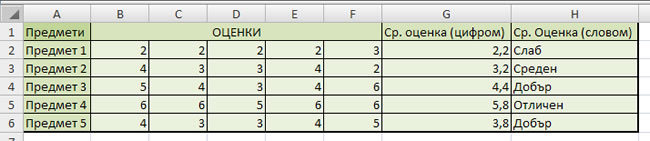 A B C D E F G H
1 Предмети ОЦЕНКИ Ср. оценка (цифром) Ср. Оценка (словом)
2 Предмет 1 2 2 2 2 3 2,2 Слаб
3 Предмет 2 4 3 3 4 2 3,2 Среден
4 Предмет 3 5 4 3 4 6 4,4 Добър
5 Предмет 4 6 6 5 6 6 5,8 Отличен
6 Предмет 5 4 3 3 4 5 3,8 Добър